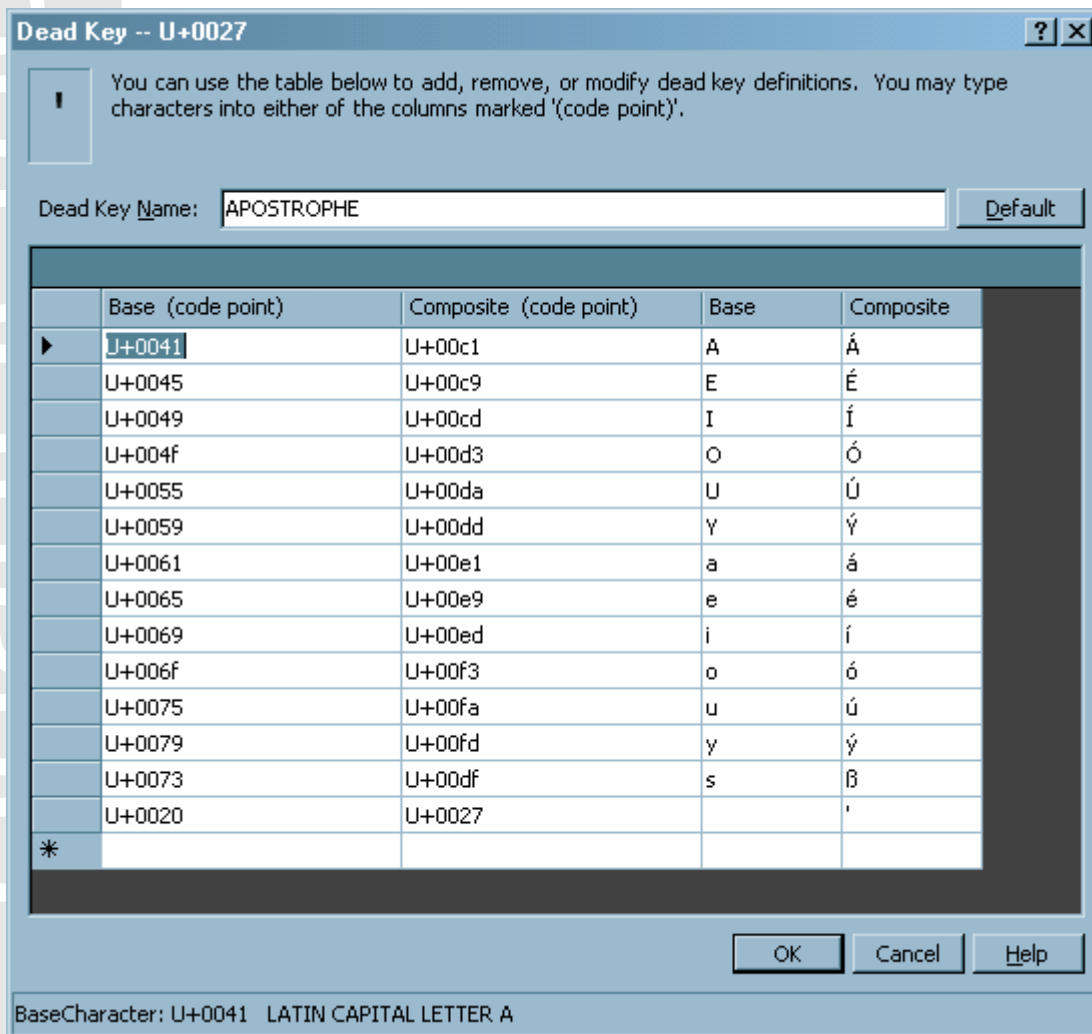 Dead Key -- U+0027
'
You can use the table below to add, remove, or modify dead key definitions. You may type
characters into either of the columns marked '(code point)'.
Dead Key Name: APOSTROPHE Default
Base (code point) Composite (code point) Base Composite
U+0041 U+00c1 A Á
U+0045 U+00c9 E É
U+0049 U+00cd I Í
U+004f U+00d3 O Ó
U+0055 U+00da U Ú
U+0059 U+00dd Y Ý
U+0061 U+00e1 a á
U+0065 U+00e9 e é
U+0069 U+00ed i í
U+006f U+00f3 o ó
U+0075 U+00fa u ú
U+0079 U+00fd y ý
U+0073 U+00df s ß
U+0020 U+0027 '
*
OK Cancel Help
BaseCharacter: U+0041 LATIN CAPITAL LETTER A